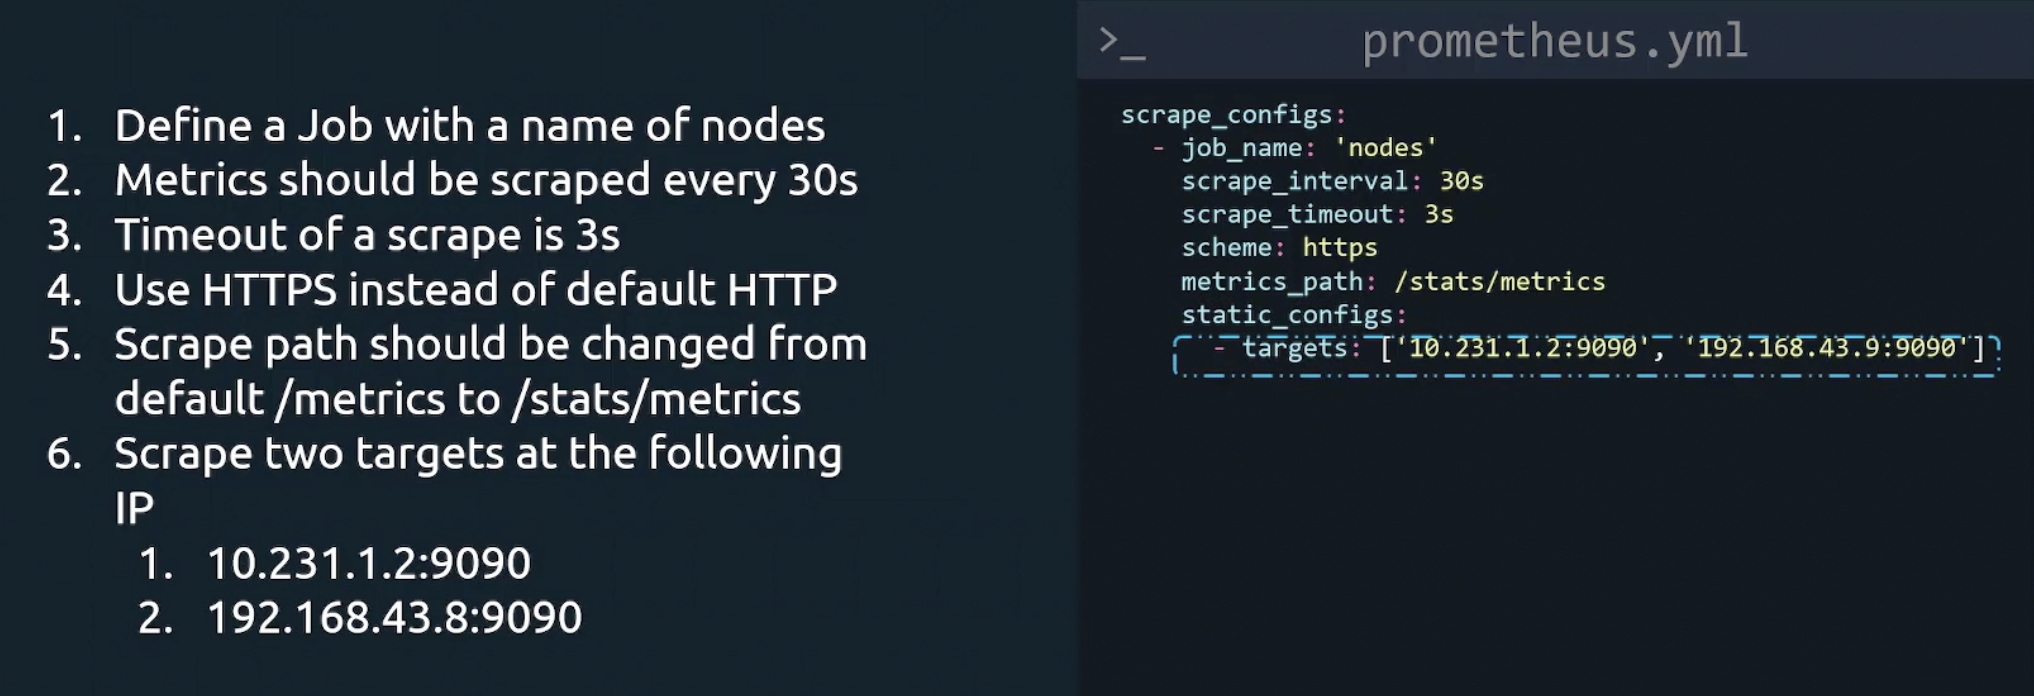 1. Define a Job with a name of nodes
2. Metrics should be scraped every 30s
3. Timeout of a scrape is 3s
4. Use HTTPS instead of default HTTP
5. Scrape path should be changed from
default /metrics to /stats/metrics
6. Scrape two targets at the following
IP
1. 10.231.1.2:9090
2. 192.168.43.8:9090
>_ prometheus.yml
scrape_configs:
  - job_name: 'nodes'
    scrape_interval: 30s
    scrape_timeout: 3s
    scheme: https
    metrics_path: /stats/metrics
    static_configs:
      - targets: ['10.231.1.2:9090', '192.168.43.9:9090']